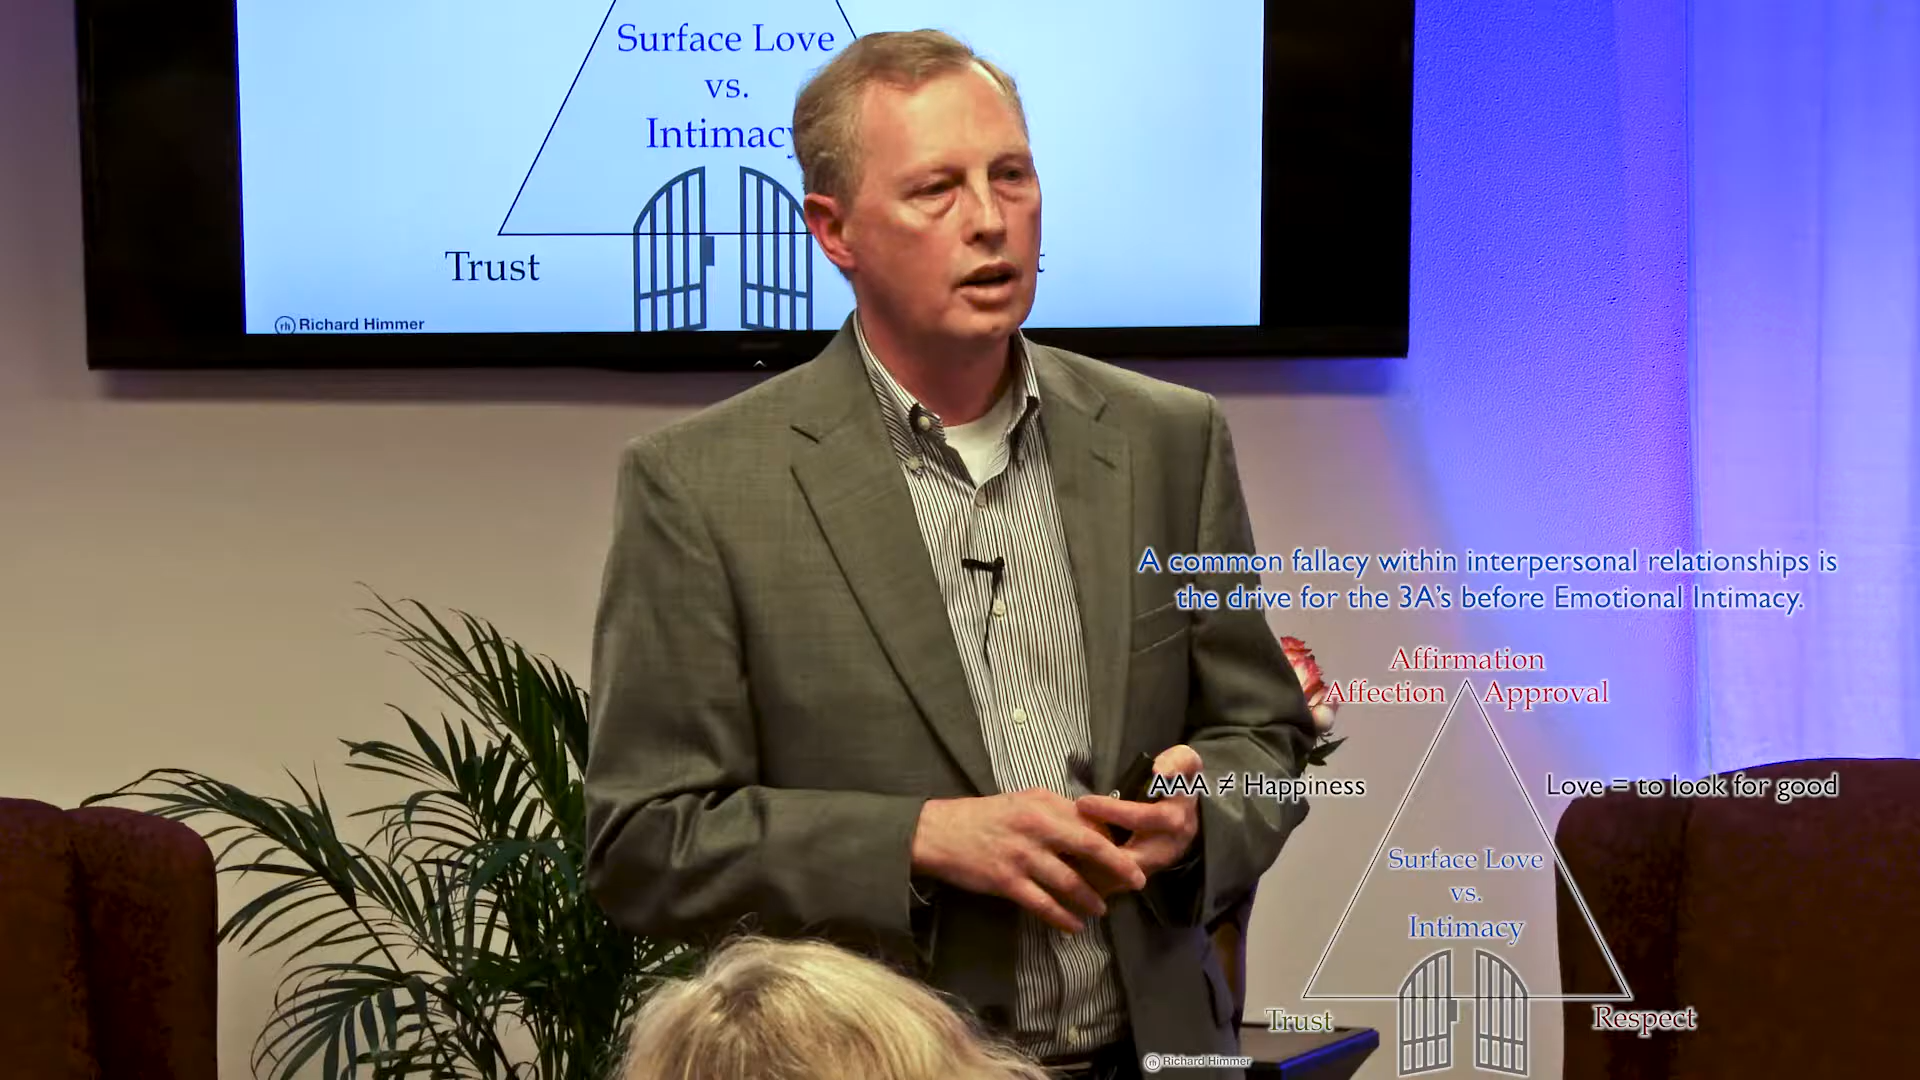 Surface Love
vs.
Intimacy
Trust
t
rh Richard Himmer
A common fallacy within interpersonal relationships is
the drive for the 3A's before Emotional Intimacy.
Affirmation
Affection Approval
AAA ≠ Happiness
Love = to look for good
Surface Love
vs.
Intimacy
Trust
Respect
rh Richard Himmer